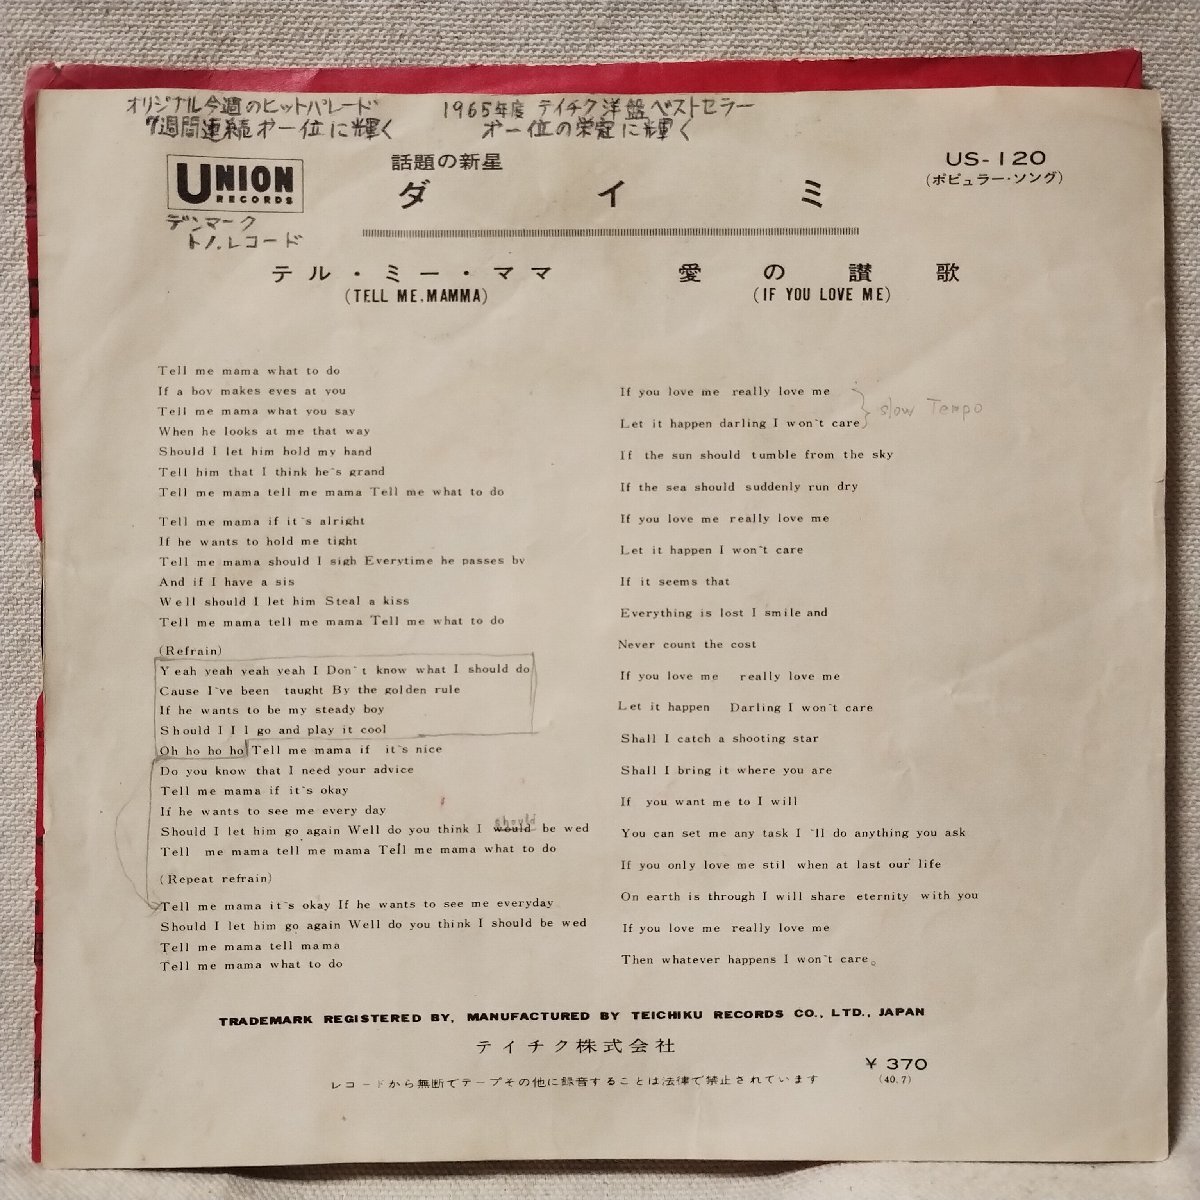 オリジナル今週のヒットパレード
7週間連続オ一位に輝く
1965年度 テイチク洋盤ベストセラー
オ一位の栄冠に輝く
UNION
RECORDS
話題の新星
ダイミ
US-120
(ポピュラー・ソング)
デンマーク
トノ.レコード
テル・ミー・ママ
(TELL ME, MAMMA)
Tell me mama what to do
If a boy makes eyes at you
Tell me mama what you say
When he looks at me that way
Should I let him hold my hand
Tell him that I think he`s grand
Tell me mama tell me mama Tell me what to do
Tell me mama if it`s alright
If he wants to hold me tight
Tell me mama should I sigh Everytime he passes by
And if I have a sis
Well should I let him Steal a kiss
Tell me mama tell me mama Tell me what to do
(Refrain)
Yeah yeah yeah yeah I Don`t know what I should do
Cause I`ve been taught By the golden rule
If he wants to be my steady boy
Should I I I go and play it cool
Oh ho ho ho Tell me mama if it`s nice
Do you know that I need your advice
Tell me mama if it`s okay
If he wants to see me every day
should
Should I let him go again Well do you think I would be wed
Tell me mama tell me mama Tell me mama what to do
(Repeat refrain)
Tell me mama it`s okay If he wants to see me everyday
Should I let him go again Well do you think I should be wed
Tell me mama tell mama
Tell me mama what to do
愛の讃歌
(IF YOU LOVE ME)
If you love me really love me
slow Tempo
Let it happen darling I won`t care
If the sun should tumble from the sky
If the sea should suddenly run dry
If you love me really love me
Let it happen I won`t care
If it seems that
Everything is lost I smile and
Never count the cost
If you love me really love me
Let it happen Darling I won`t care
Shall I catch a shooting star
Shall I bring it where you are
If you want me to I will
You can set me any task I `ll do anything you ask
If you only love me stil when at last our life
On earth is through I will share eternity with you
If you love me really love me
Then whatever happens I won`t care。
TRADEMARK REGISTERED BY, MANUFACTURED BY TEICHIKU RECORDS CO., LTD., JAPAN
テイチク株式会社
¥ 370
(40.7)
レコードから無断でテープその他に録音することは法律で禁止されています